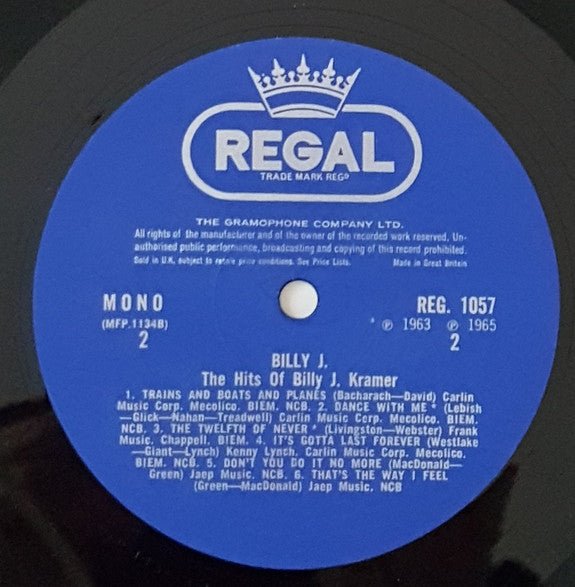 REGAL
TRADE MARK REGD
THE GRAMOPHONE COMPANY LTD.
All rights of the manufacturer and of the owner of the recorded work reserved. Un-
authorised public performance, broadcasting and copying of this record prohibited.
Sold in U.K. subject to retail price conditions. See Price Lists. Made in Great Britain
MONO REG. 1057
(MFP.1134B) * ℗ 1963 ℗ 1965
2 2
BILLY J.
The Hits Of Billy J. Kramer
1. TRAINS AND BOATS AND PLANES (Bacharach—David) Carlin
Music Corp. Mecolico. BIEM. NCB. 2. DANCE WITH ME * (Lebish
—Glick—Nahan—Treadwell) Carlin Music Corp. Mecolico. BIEM.
NCB. 3. THE TWELFTH OF NEVER * (Livingston—Webster) Frank
Music. Chappell. BIEM. 4. IT'S GOTTA LAST FOREVER (Westlake
—Giant—Lynch) Kenny Lynch. Carlin Music Corp. Mecolico.
BIEM. NCB. 5. DON'T YOU DO IT NO MORE (MacDonald—
Green) Jaep Music. NCB. 6. THAT'S THE WAY I FEEL
(Green—MacDonald) Jaep Music. NCB